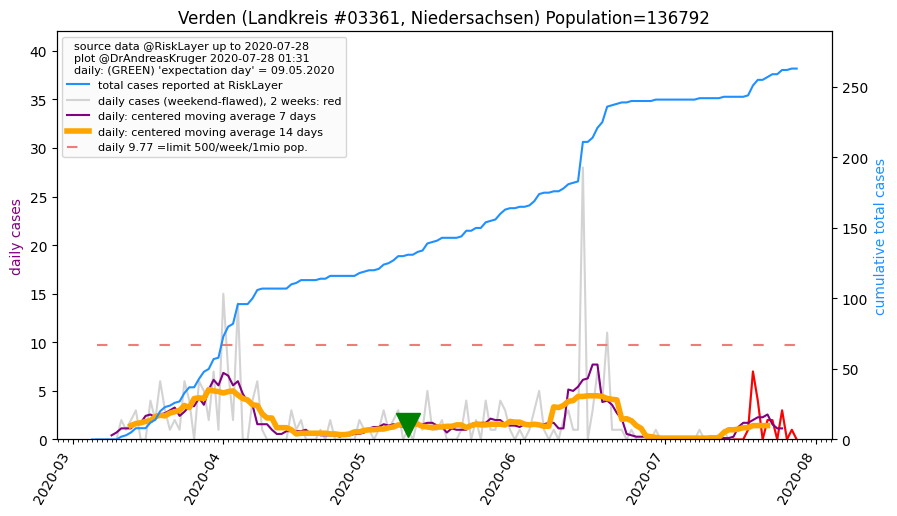 Verden (Landkreis #03361, Niedersachsen) Population=136792
source data @RiskLayer up to 2020-07-28
plot @DrAndreasKruger 2020-07-28 01:31
daily: (GREEN) 'expectation day' = 09.05.2020
total cases reported at RiskLayer
daily cases (weekend-flawed), 2 weeks: red
daily: centered moving average 7 days
daily: centered moving average 14 days
daily 9.77 =limit 500/week/1mio pop.
daily cases
40
35
30
25
20
15
10
5
0
cumulative total cases
250
200
150
100
50
0
2020-03
2020-04
2020-05
2020-06
2020-07
2020-08